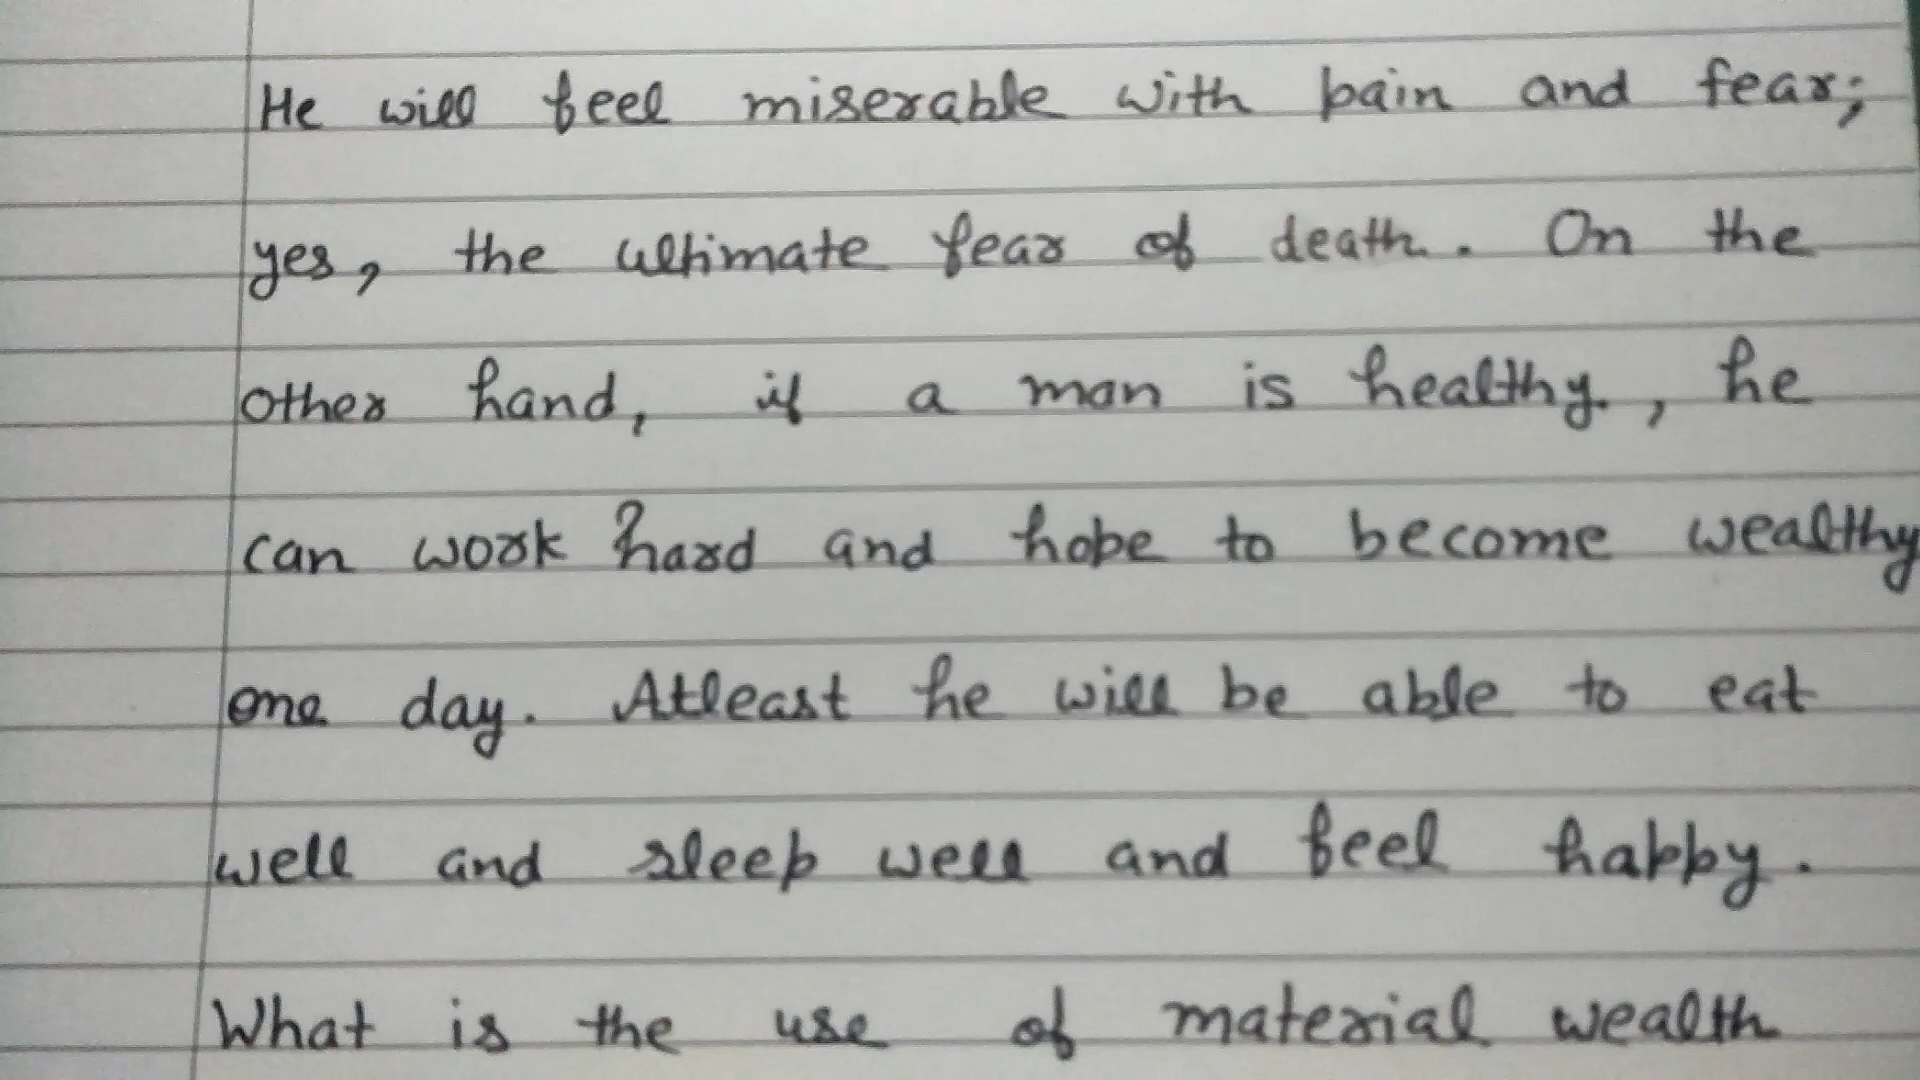 He will feel miserable with pain and fear;
yes, the ultimate fear of death. On the
other hand, if a man is healthy, he
can work hard and hope to become wealthy
one day. Atleast he will be able to eat
well and sleep well and feel happy.
What is the use of material wealth